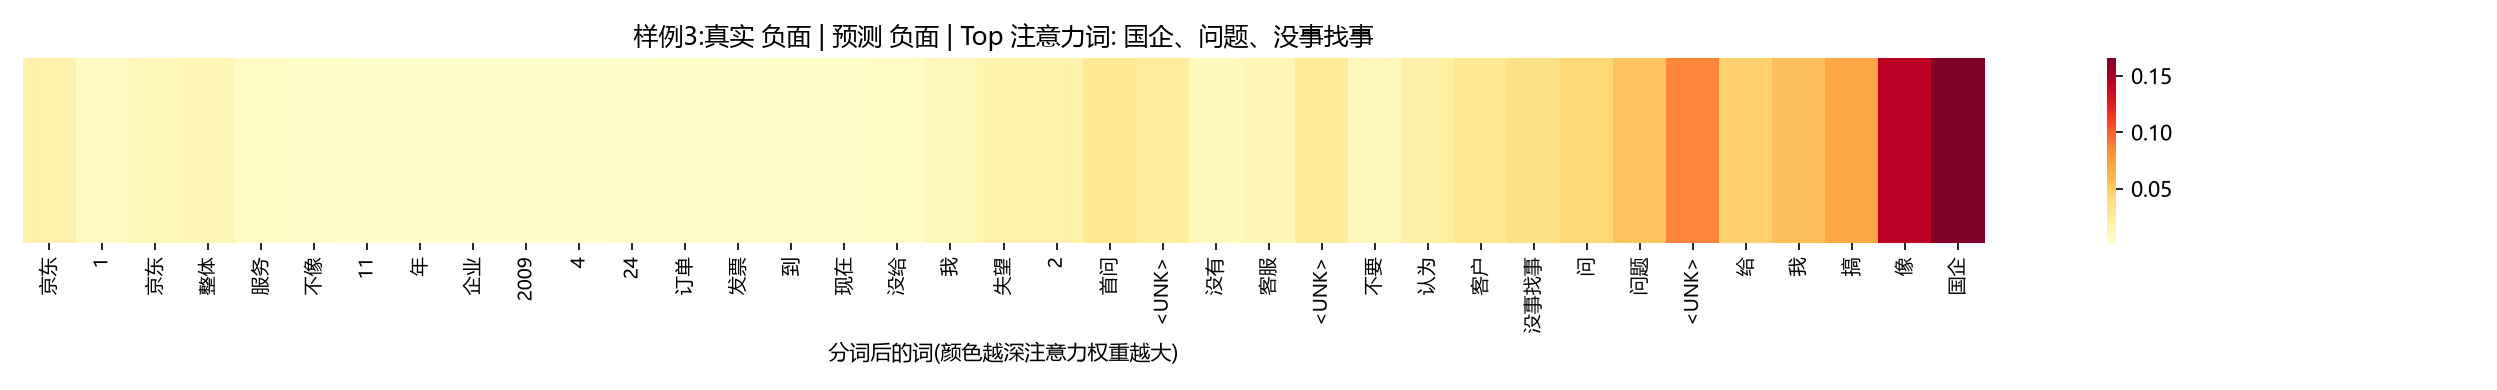 样例3:真实 负面 | 预测 负面 | Top 注意力词: 国企、问题、没事找事
0.15
0.10
0.05
京东 1 京东 整体 服务 不像 11 年 企业 2009 4 24 订单 发票 到 现在 没给 我 失望 2 首问 <UNK> 没有 客服 <UNK> 不要 认为 客户 没事找事 问 问题 <UNK> 给 我 搞 像 国企
分词后的词(颜色越深注意力权重越大)